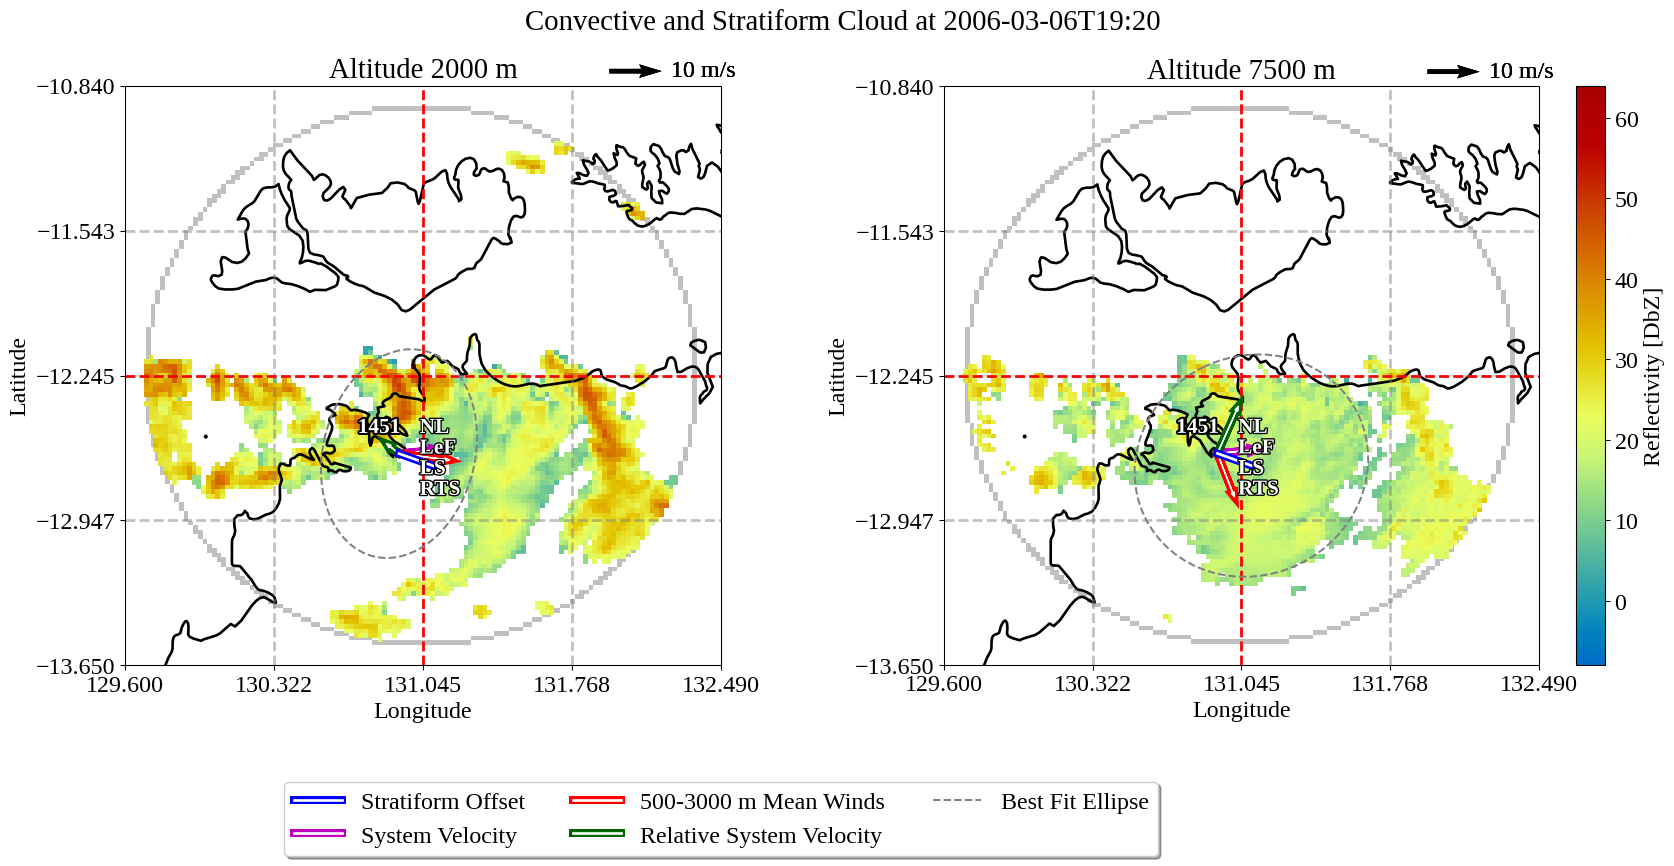 Convective and Stratiform Cloud at 2006-03-06T19:20
Altitude 2000 m
10 m/s
−10.840
−11.543
−12.245
−12.947
−13.650
Latitude
129.600 130.322 131.045 131.768 132.490
Longitude
1451
NL
LeF
LS
RTS
Altitude 7500 m
10 m/s
−10.840
−11.543
−12.245
−12.947
−13.650
Latitude
129.600 130.322 131.045 131.768 132.490
Longitude
1451
NL
LeF
LS
RTS
60
50
40
30
20
10
0
Reflectivity [DbZ]
Stratiform Offset
System Velocity
500-3000 m Mean Winds
Relative System Velocity
Best Fit Ellipse